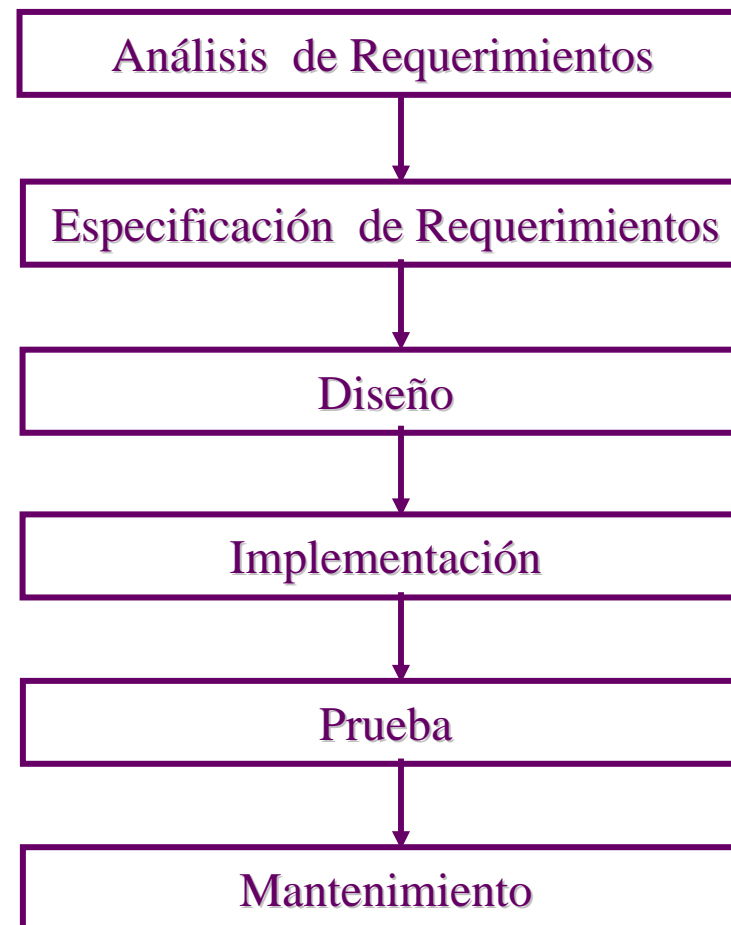 Análisis de Requerimientos
Especificación de Requerimientos
Diseño
Implementación
Prueba
Mantenimiento